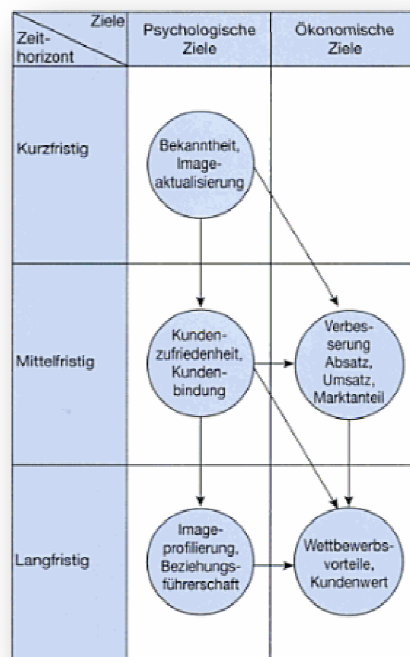 Ziele
Zeit-
horizont
Psychologische
Ziele
Ökonomische
Ziele
Kurzfristig
Bekanntheit,
Image-
aktualisierung
Mittelfristig
Kunden-
zufriedenheit,
Kunden-
bindung
Verbes-
serung
Absatz,
Umsatz,
Marktanteil
Langfristig
Image-
profilierung,
Beziehungs-
führerschaft
Wettbewerbs-
vorteile,
Kundenwert